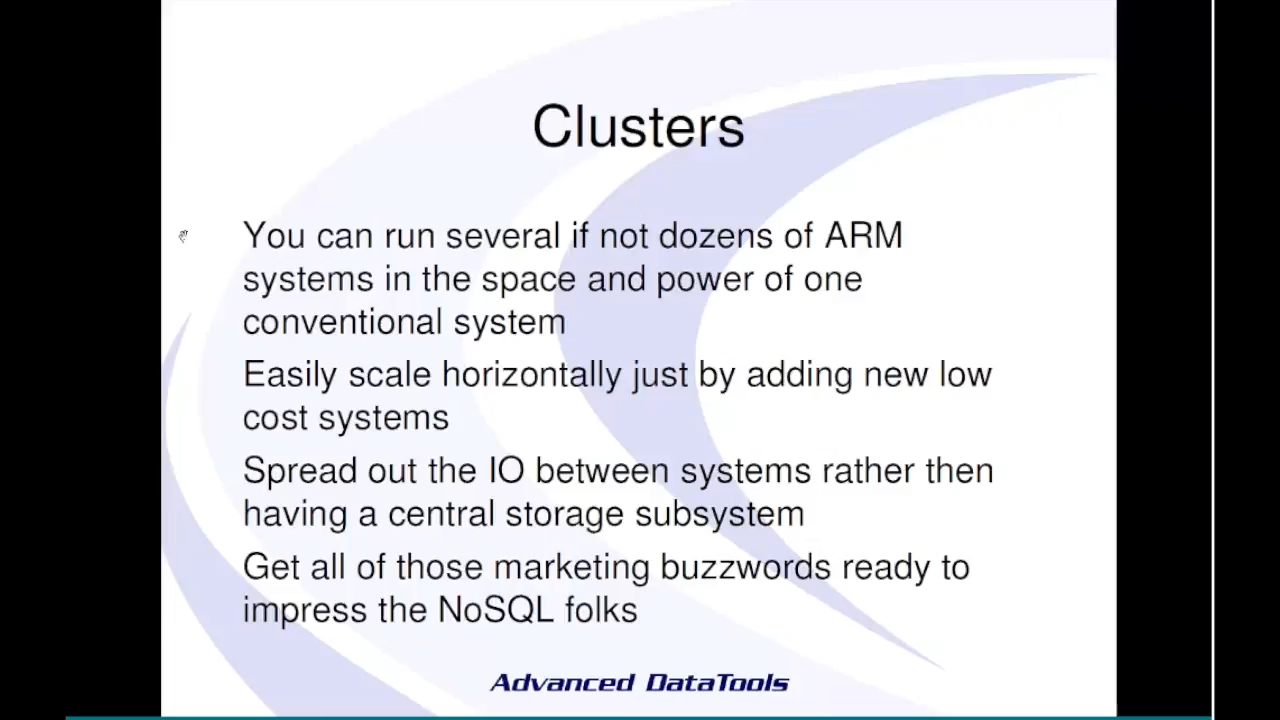 Clusters
You can run several if not dozens of ARM
systems in the space and power of one
conventional system
Easily scale horizontally just by adding new low
cost systems
Spread out the IO between systems rather then
having a central storage subsystem
Get all of those marketing buzzwords ready to
impress the NoSQL folks
Advanced DataTools